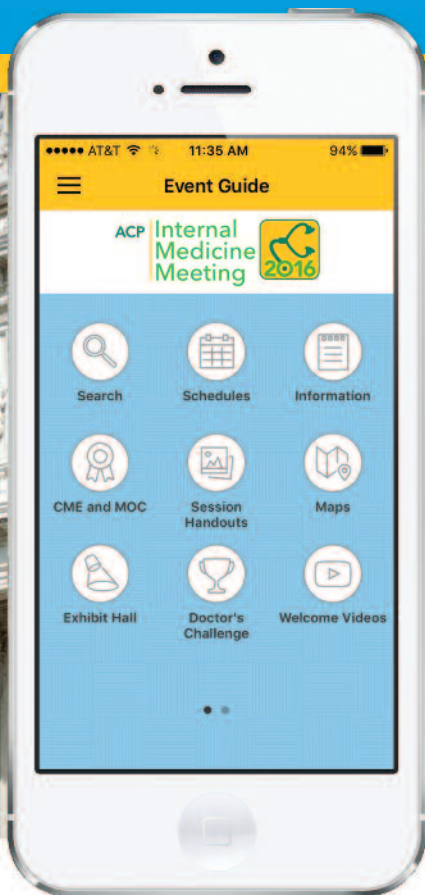 AT&T 11:35 AM 94%
Event Guide
ACP Internal
Medicine
Meeting 2016
Search Schedules Information
CME and MOC Session Maps
Handouts
Exhibit Hall Doctor's Welcome Videos
Challenge